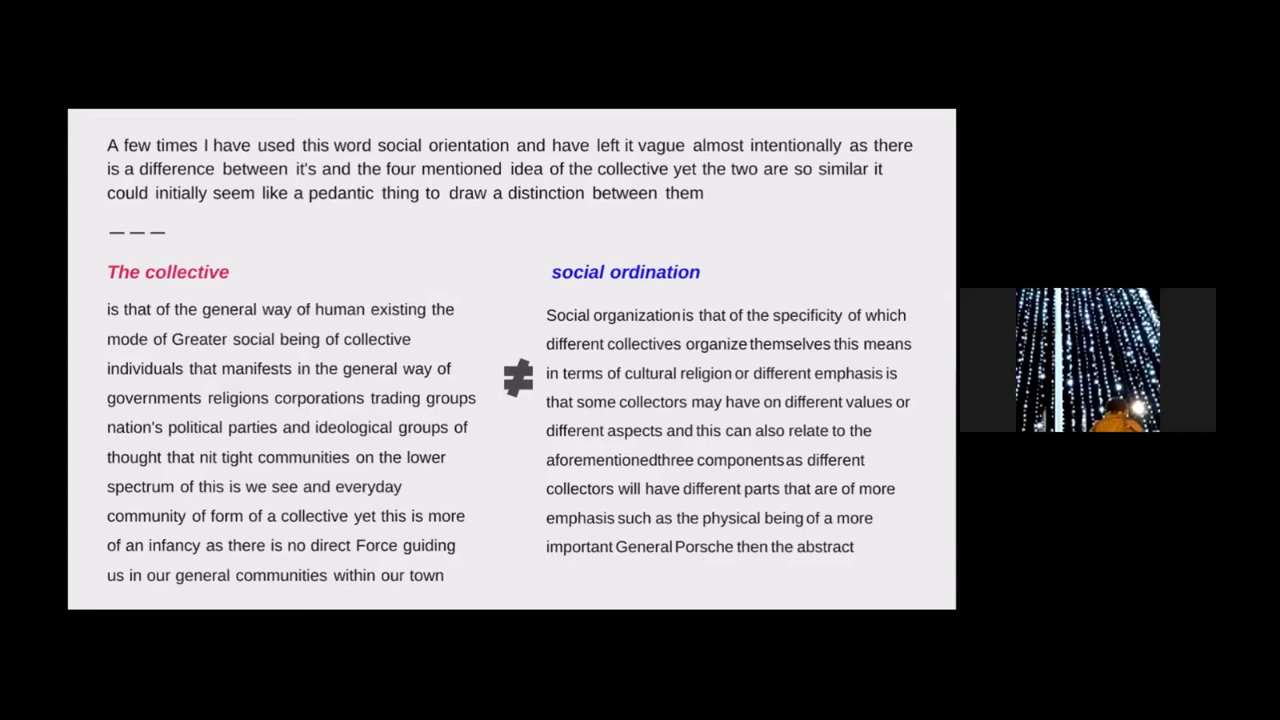 A few times I have used this word social orientation and have left it vague almost intentionally as there
is a difference between it's and the four mentioned idea of the collective yet the two are so similar it
could initially seem like a pedantic thing to draw a distinction between them
— — —
The collective
is that of the general way of human existing the
mode of Greater social being of collective
individuals that manifests in the general way of
governments religions corporations trading groups
nation's political parties and ideological groups of
thought that nit tight communities on the lower
spectrum of this is we see and everyday
community of form of a collective yet this is more
of an infancy as there is no direct Force guiding
us in our general communities within our town
≠
social ordination
Social organization is that of the specificity of which
different collectives organize themselves this means
in terms of cultural religion or different emphasis is
that some collectors may have on different values or
different aspects and this can also relate to the
aforementioned three components as different
collectors will have different parts that are of more
emphasis such as the physical being of a more
important General Porsche then the abstract